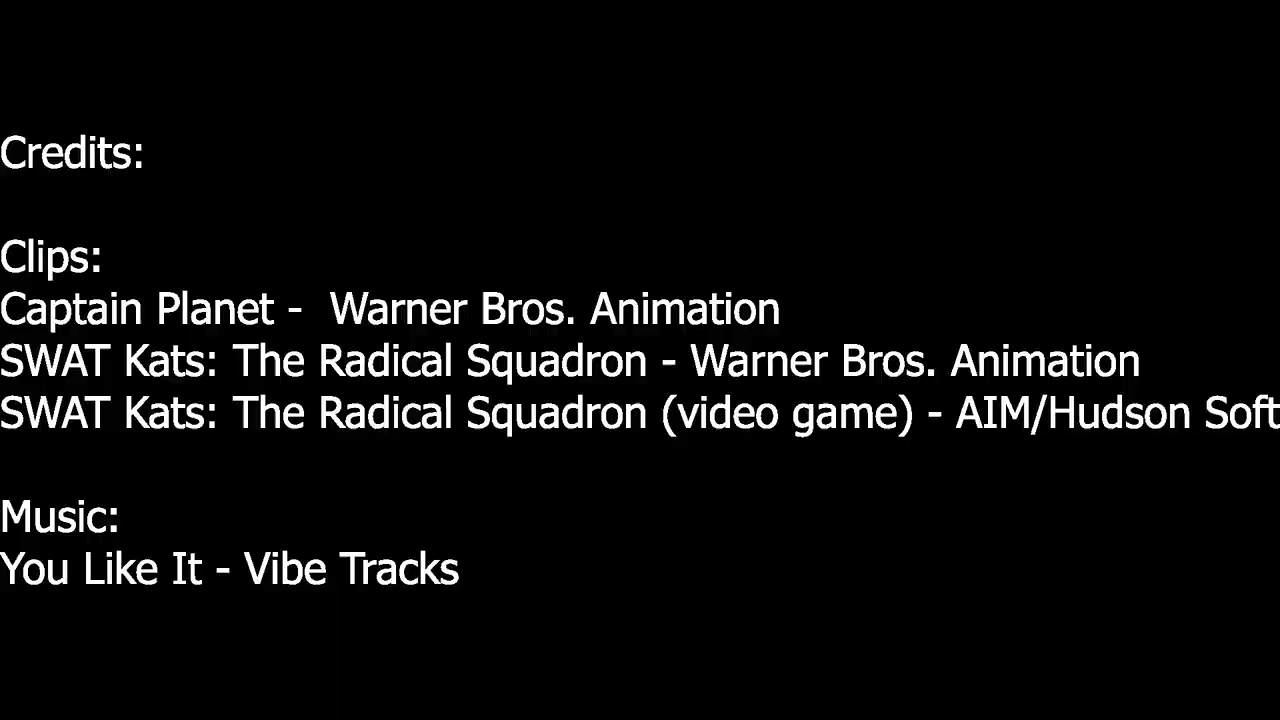 Credits:
Clips:
Captain Planet -  Warner Bros. Animation
SWAT Kats: The Radical Squadron - Warner Bros. Animation
SWAT Kats: The Radical Squadron (video game) - AIM/Hudson Soft
Music:
You Like It - Vibe Tracks